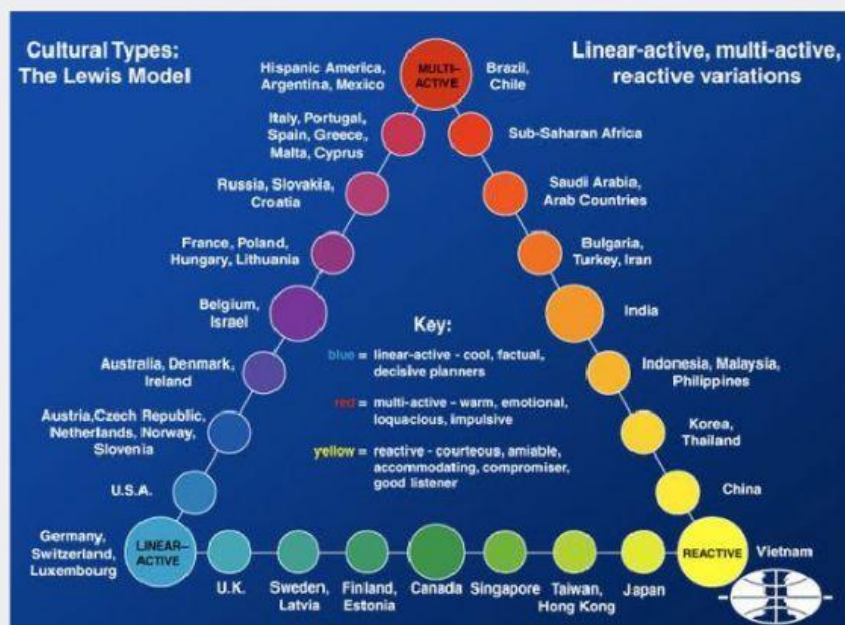 Cultural Types:
The Lewis Model
Linear-active, multi-active,
reactive variations
Hispanic America,
Argentina, Mexico
MULTI-
ACTIVE
Brazil,
Chile
Italy, Portugal,
Spain, Greece,
Malta, Cyprus
Sub-Saharan Africa
Russia, Slovakia,
Croatia
Saudi Arabia,
Arab Countries
France, Poland,
Hungary, Lithuania
Bulgaria,
Turkey, Iran
Belgium,
Israel
India
Key:
blue = linear-active - cool, factual,
decisive planners
red = multi-active - warm, emotional,
loquacious, impulsive
yellow = reactive - courteous, amiable,
accommodating, compromiser,
good listener
Australia, Denmark,
Ireland
Indonesia, Malaysia,
Philippines
Austria,Czech Republic,
Netherlands, Norway,
Slovenia
Korea,
Thailand
U.S.A.
China
Germany,
Switzerland,
Luxembourg
LINEAR-
ACTIVE
REACTIVE
Vietnam
U.K.
Sweden,
Latvia
Finland,
Estonia
Canada
Singapore
Taiwan,
Hong Kong
Japan